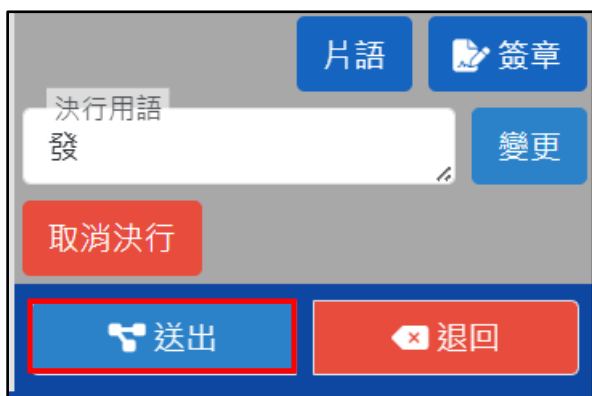 片語 簽章
決行用語
發 變更
取消決行
送出 退回